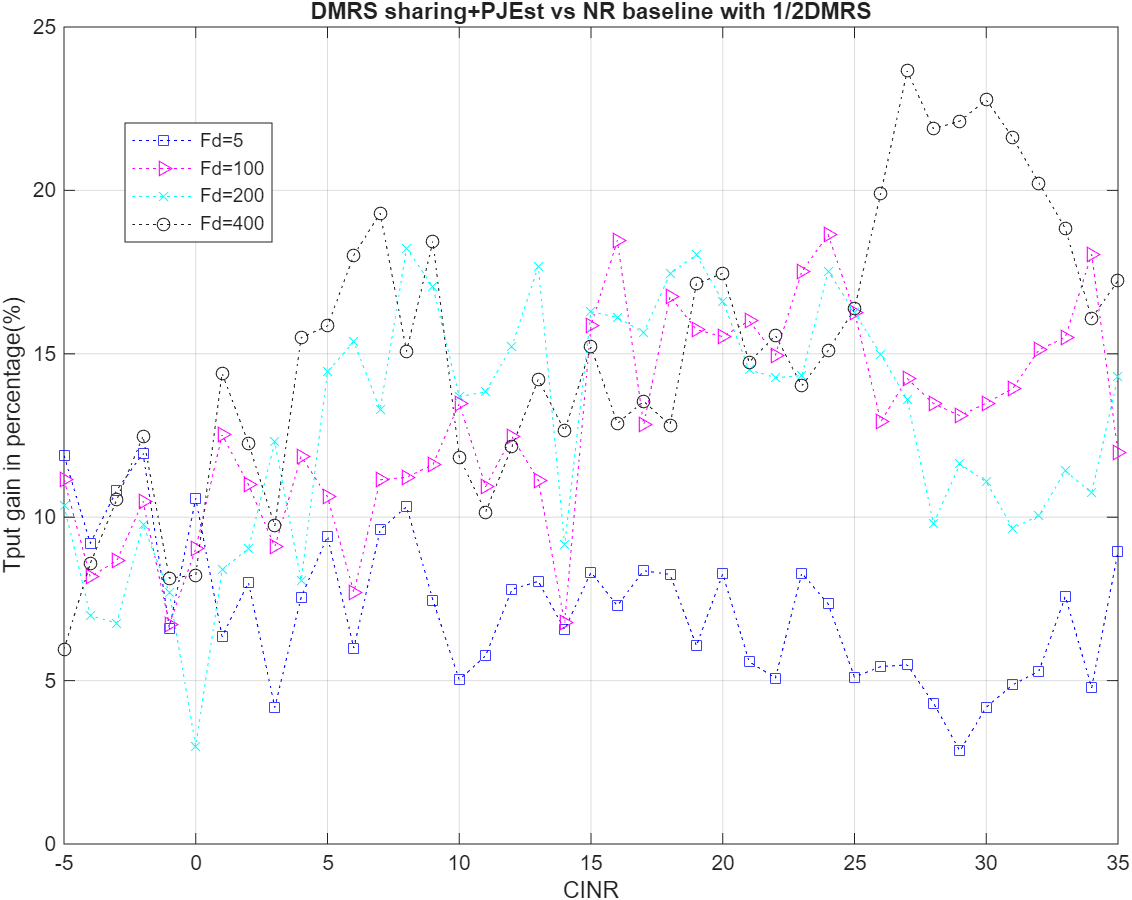 DMRS sharing+PJEst vs NR baseline with 1/2DMRS
25
20
15
10
5
0
Tput gain in percentage(%)
Fd=5
Fd=100
Fd=200
Fd=400
-5 0 5 10 15 20 25 30 35
CINR